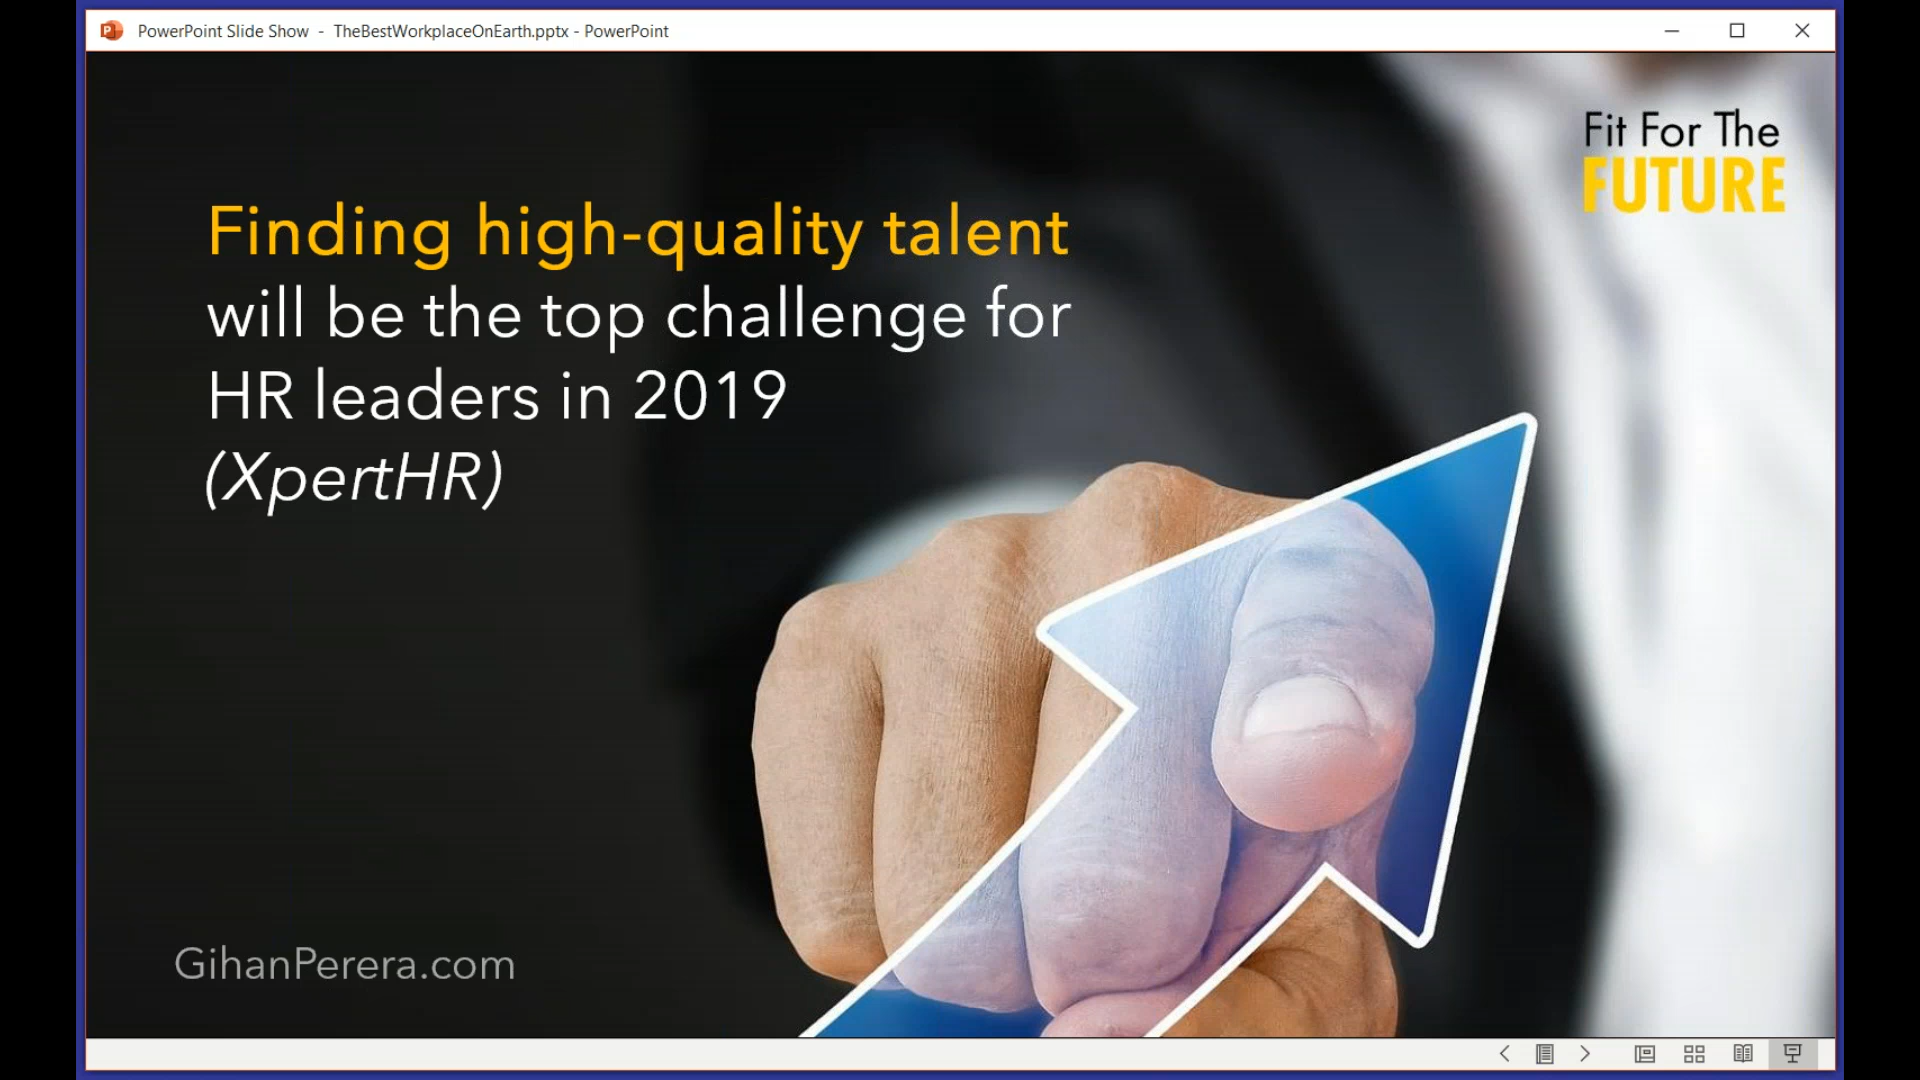 PowerPoint Slide Show - TheBestWorkplaceOnEarth.pptx - PowerPoint
Fit For The
FUTURE
Finding high-quality talent
will be the top challenge for
HR leaders in 2019
(XpertHR)
GihanPerera.com